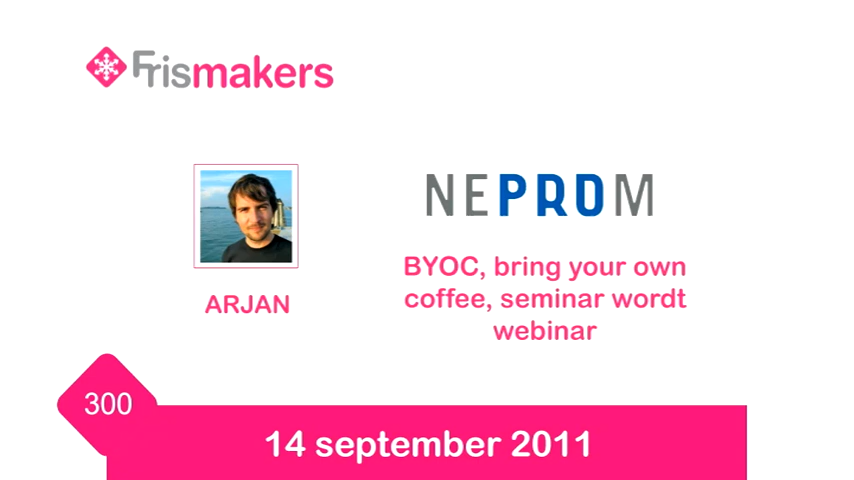 Frismakers
NEPROM
BYOC, bring your own
coffee, seminar wordt
webinar
ARJAN
300
14 september 2011